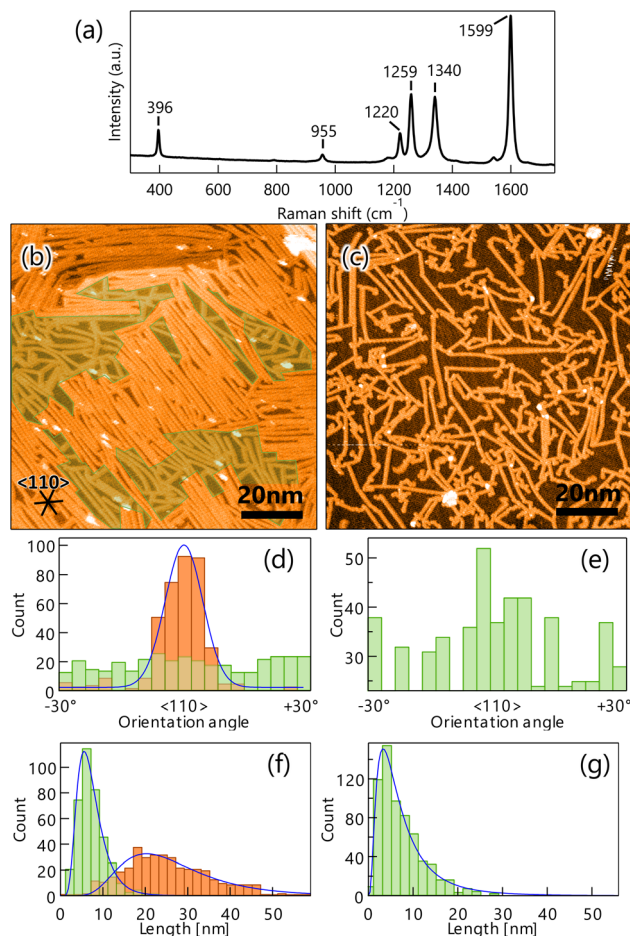 (a)
1599
1259
1340
1220
955
396
Intensity (a.u.)
400 600 800 1000 1200 1400 1600
Raman shift (cm-1)
(b)
(c)
<110>
20nm
20nm
(d)
(e)
100
80
60
40
20
0
Count
-30° <110> +30°
Orientation angle
50
40
30
Count
-30° <110> +30°
Orientation angle
(f)
(g)
100
80
60
40
20
0
Count
0 10 20 30 40 50
Length [nm]
120
80
40
0
Count
0 10 20 30 40 50
Length [nm]